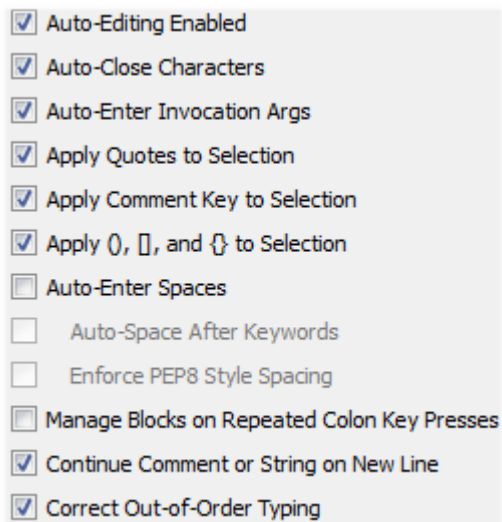 Auto-Editing Enabled
Auto-Close Characters
Auto-Enter Invocation Args
Apply Quotes to Selection
Apply Comment Key to Selection
Apply (), [], and {} to Selection
Auto-Enter Spaces
Auto-Space After Keywords
Enforce PEP8 Style Spacing
Manage Blocks on Repeated Colon Key Presses
Continue Comment or String on New Line
Correct Out-of-Order Typing